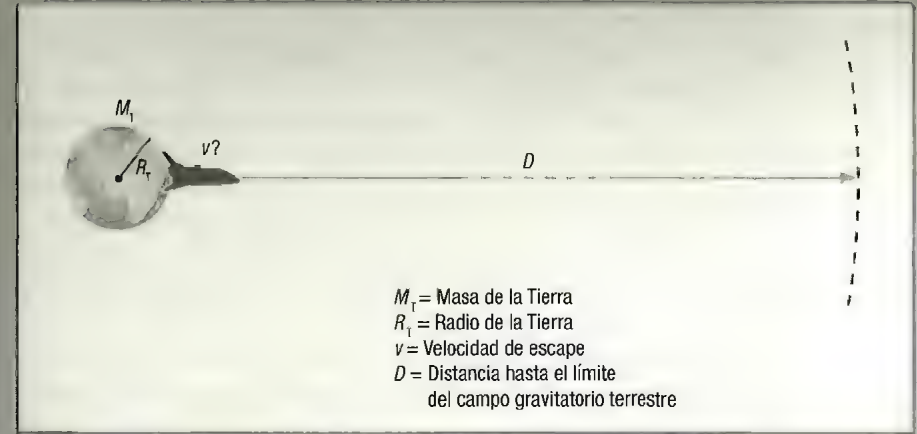 M_T
R_T
v?
D
M_T = Masa de la Tierra
R_T = Radio de la Tierra
v = Velocidad de escape
D = Distancia hasta el límite
del campo gravitatorio terrestre